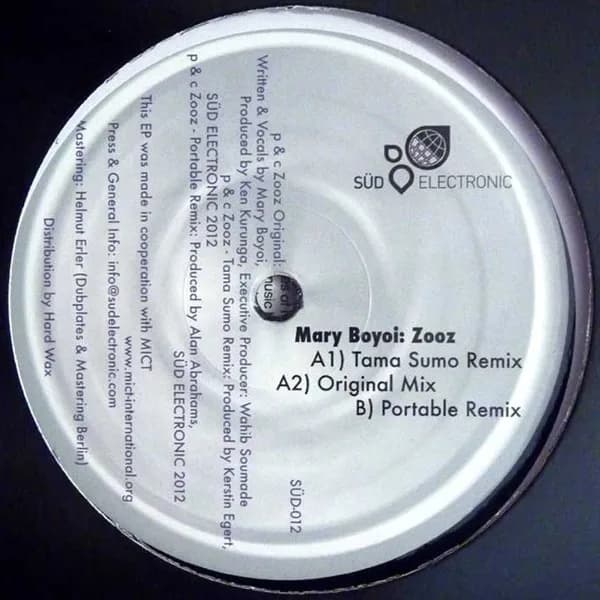 SÜD ELECTRONIC
Mary Boyoi: Zooz
A1) Tama Sumo Remix
A2) Original Mix
B) Portable Remix
SÜD-012
p & c Zooz Original:
Written & Vocals by Mary Boyoi, music
Produced by Ken Kurunga, Executive Producer: Wahib Soumade
p & c Zooz - Tama Sumo Remix: Produced by Kerstin Egert,
SÜD ELECTRONIC 2012
p & c Zooz - Portable Remix: Produced by Alan Abrahams,
SÜD ELECTRONIC 2012
This EP was made in cooperation with MICT
www.mict-international.org
Press & General Info: info@sudelectronic.com
Mastering: Helmut Erler (Dubplates & Mastering Berlin)
Distribution by Hard Wax